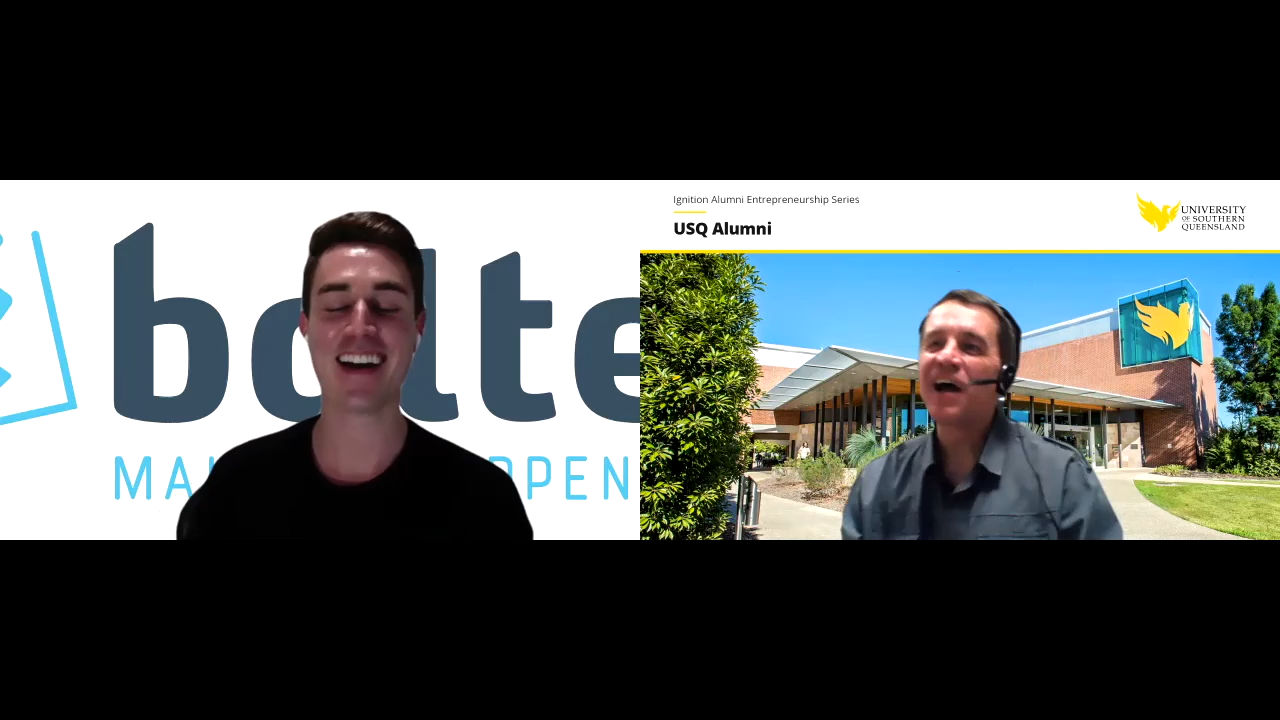 Ignition Alumni Entrepreneurship Series
USQ Alumni
UNIVERSITY
OF SOUTHERN
QUEENSLAND